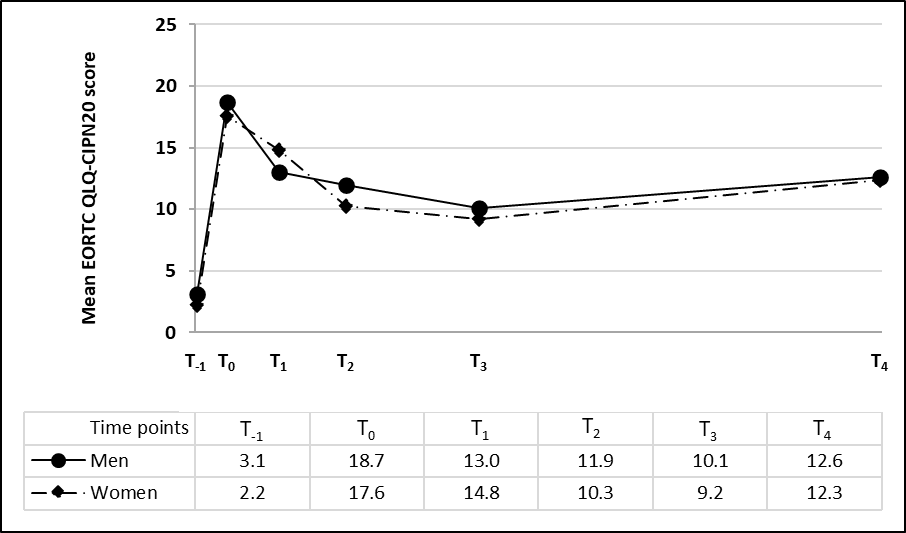 25
20
15
10
5
0
Mean EORTC QLQ-CIPN20 score
T-1 T0 T1 T2 T3 T4
Time points T-1 T0 T1 T2 T3 T4
Men 3.1 18.7 13.0 11.9 10.1 12.6
Women 2.2 17.6 14.8 10.3 9.2 12.3